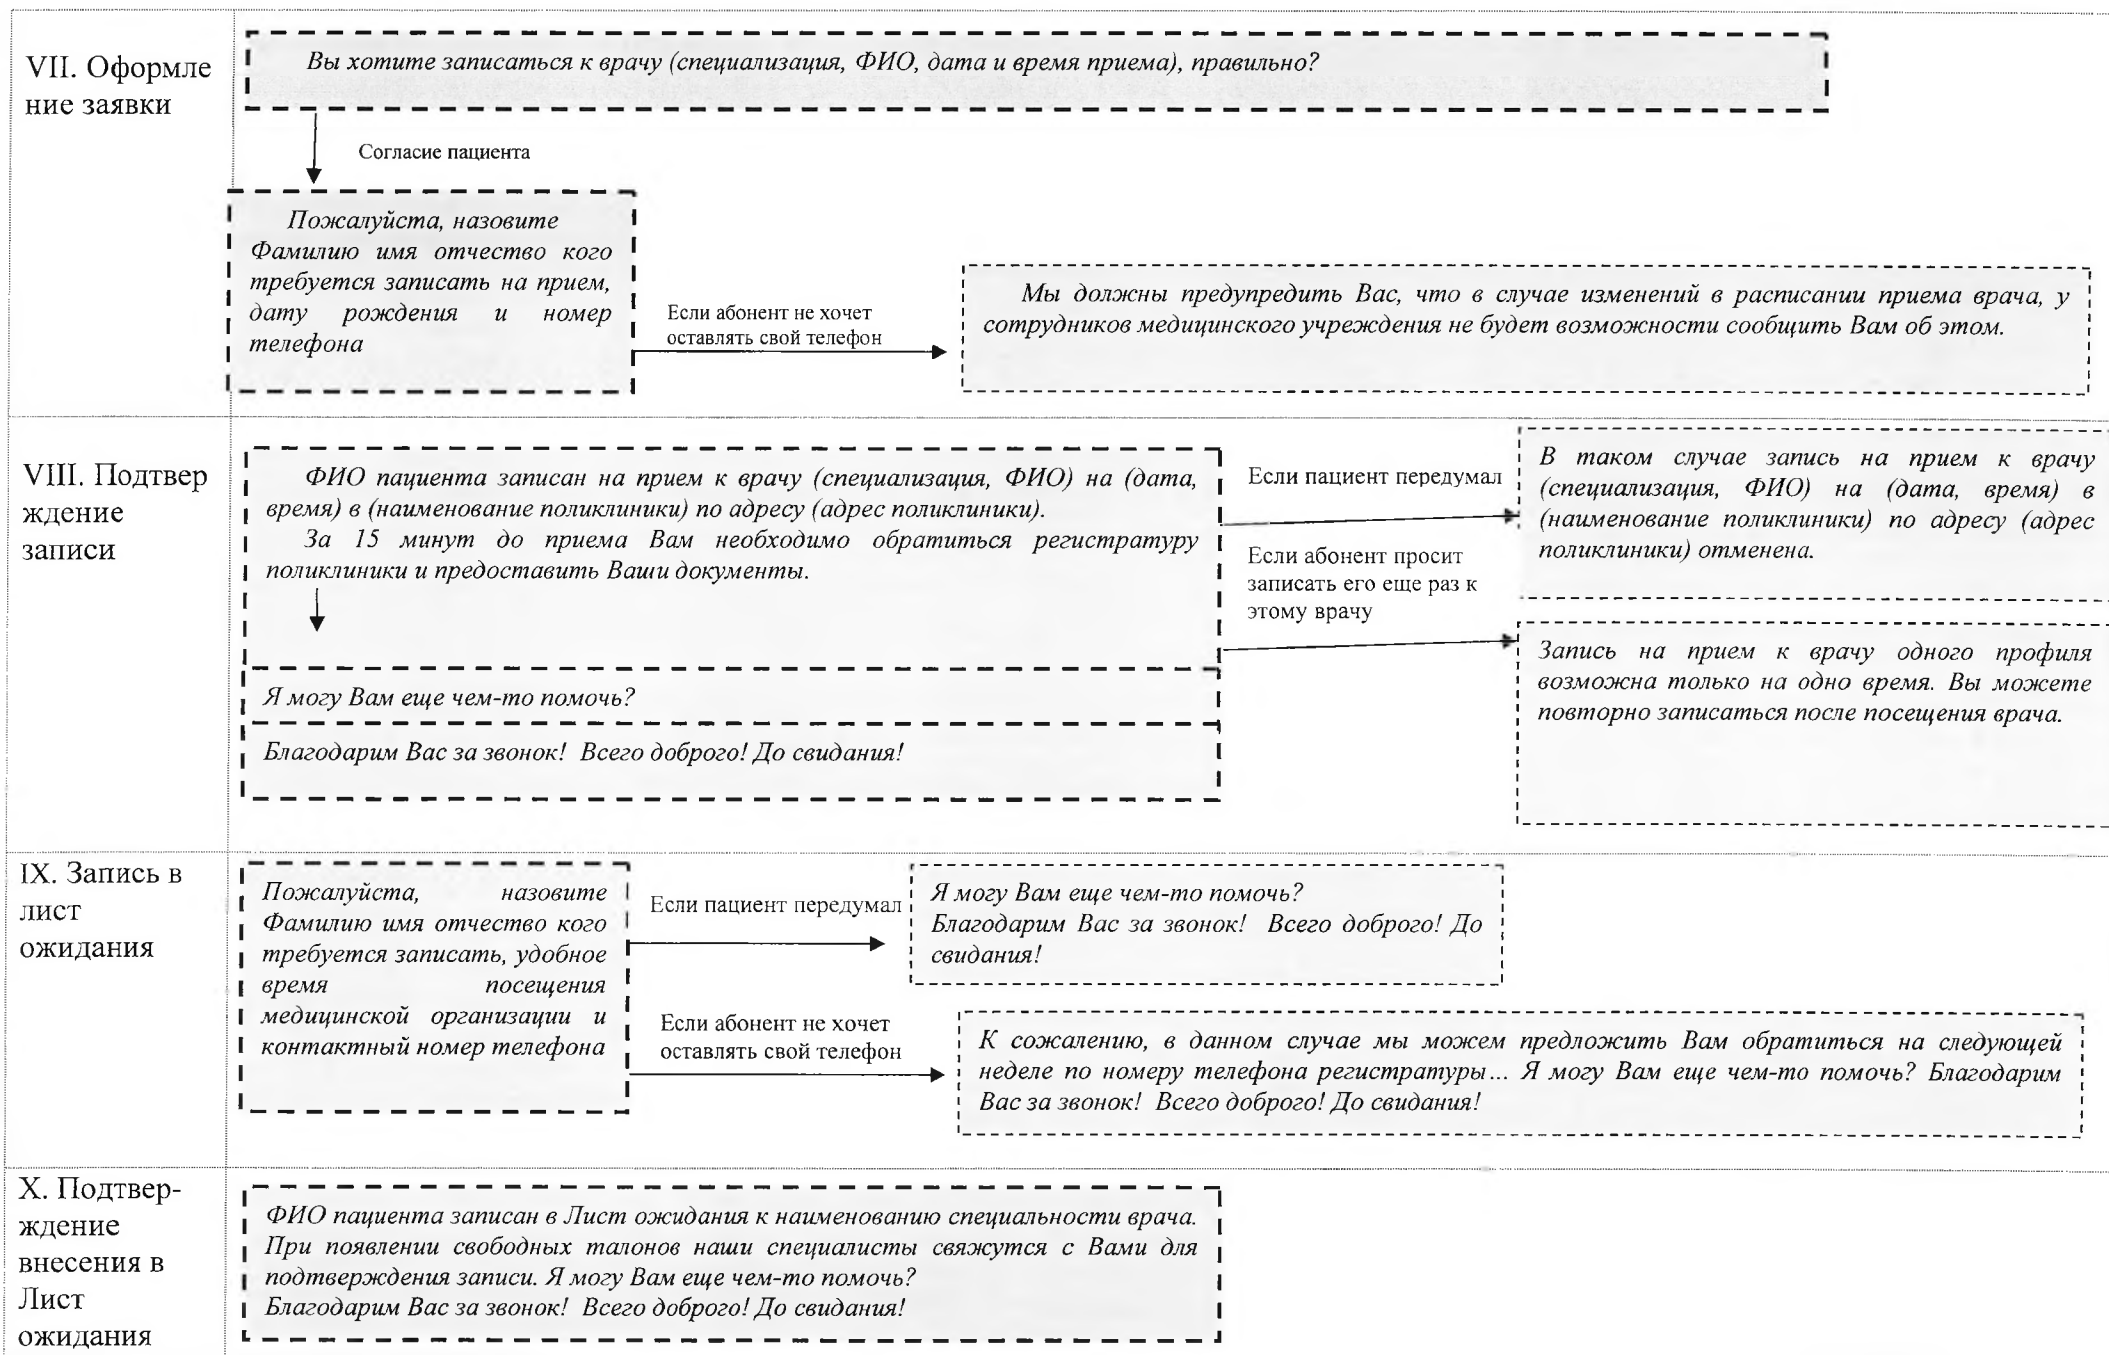 VII. Оформле
ние заявки
Вы хотите записаться к врачу (специализация, ФИО, дата и время приема), правильно?
Согласие пациента
Пожалуйста, назовите
Фамилию имя отчество кого
требуется записать на прием,
дату рождения и номер
телефона
Если абонент не хочет
оставлять свой телефон
Мы должны предупредить Вас, что в случае изменений в расписании приема врача, у
сотрудников медицинского учреждения не будет возможности сообщить Вам об этом.
VIII. Подтвер
ждение
записи
ФИО пациента записан на прием к врачу (специализация, ФИО) на (дата,
время) в (наименование поликлиники) по адресу (адрес поликлиники).
За 15 минут до приема Вам необходимо обратиться регистратуру
поликлиники и предоставить Ваши документы.
Я могу Вам еще чем-то помочь?
Благодарим Вас за звонок! Всего доброго! До свидания!
Если пациент передумал
В таком случае запись на прием к врачу
(специализация, ФИО) на (дата, время) в
(наименование поликлиники) по адресу (адрес
поликлиники) отменена.
Если абонент просит
записать его еще раз к
этому врачу
Запись на прием к врачу одного профиля
возможна только на одно время. Вы можете
повторно записаться после посещения врача.
IX. Запись в
лист
ожидания
Пожалуйста, назовите
Фамилию имя отчество кого
требуется записать, удобное
время посещения
медицинской организации и
контактный номер телефона
Если пациент передумал
Я могу Вам еще чем-то помочь?
Благодарим Вас за звонок! Всего доброго! До
свидания!
Если абонент не хочет
оставлять свой телефон
К сожалению, в данном случае мы можем предложить Вам обратиться на следующей
неделе по номеру телефона регистратуры... Я могу Вам еще чем-то помочь? Благодарим
Вас за звонок! Всего доброго! До свидания!
X. Подтвер-
ждение
внесения в
Лист
ожидания
ФИО пациента записан в Лист ожидания к наименованию специальности врача.
При появлении свободных талонов наши специалисты свяжутся с Вами для
подтверждения записи. Я могу Вам еще чем-то помочь?
Благодарим Вас за звонок! Всего доброго! До свидания!